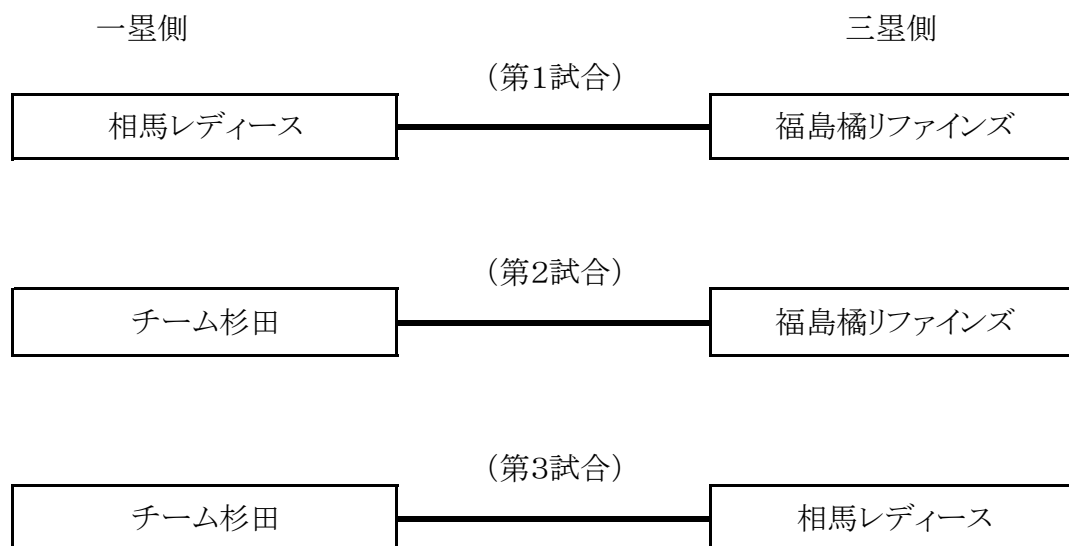 一塁側 三塁側
(第1試合)
相馬レディース 福島橘リファインズ
(第2試合)
チーム杉田 福島橘リファインズ
(第3試合)
チーム杉田 相馬レディース